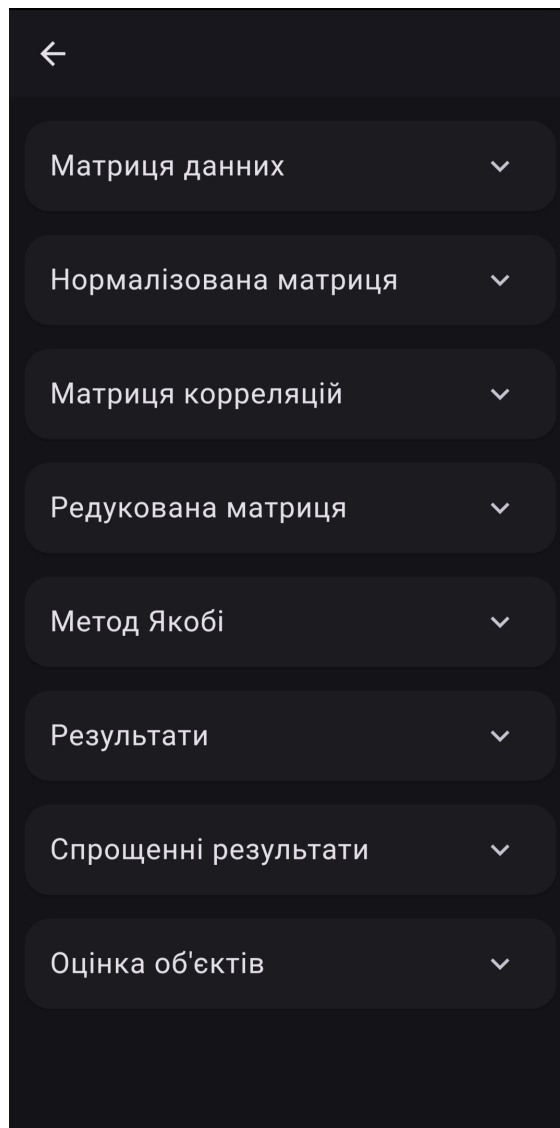 Матриця данних
Нормалізована матриця
Матриця корреляцій
Редукована матриця
Метод Якобі
Результати
Спрощенні результати
Оцінка об'єктів